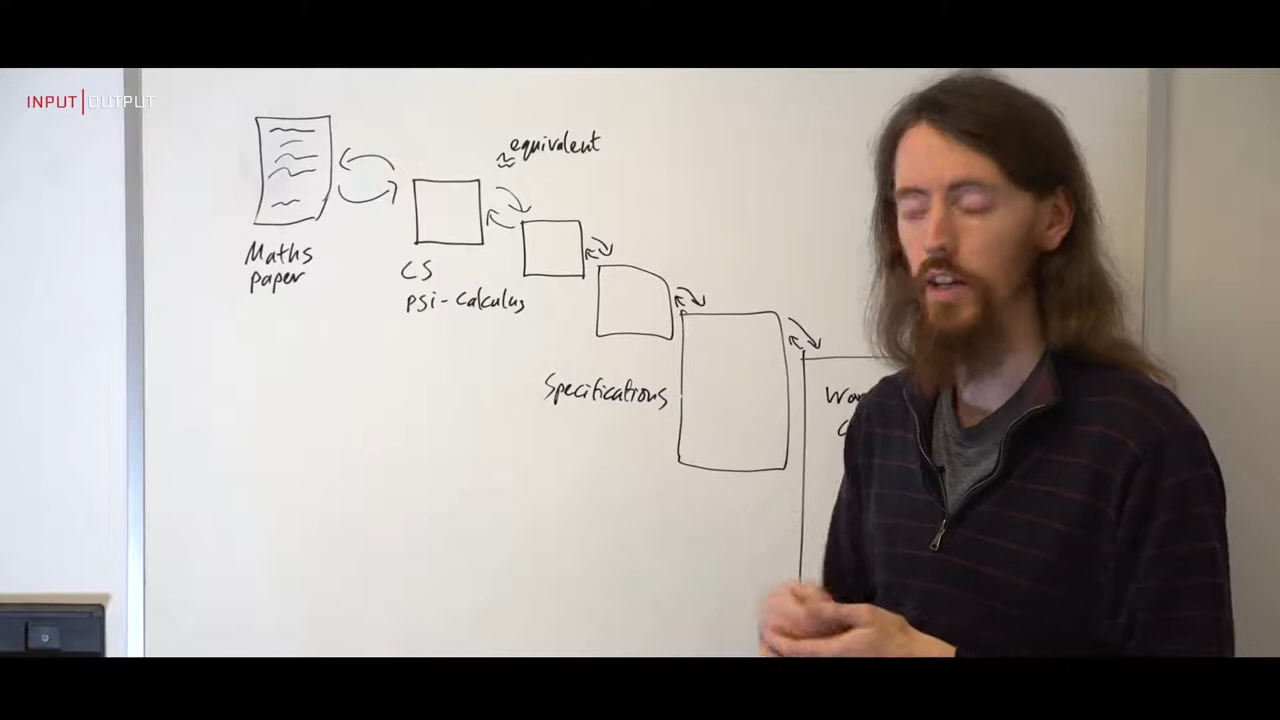 INPUT | OUTPUT
≈ equivalent
Maths
paper
CS
psi-calculus
Specifications